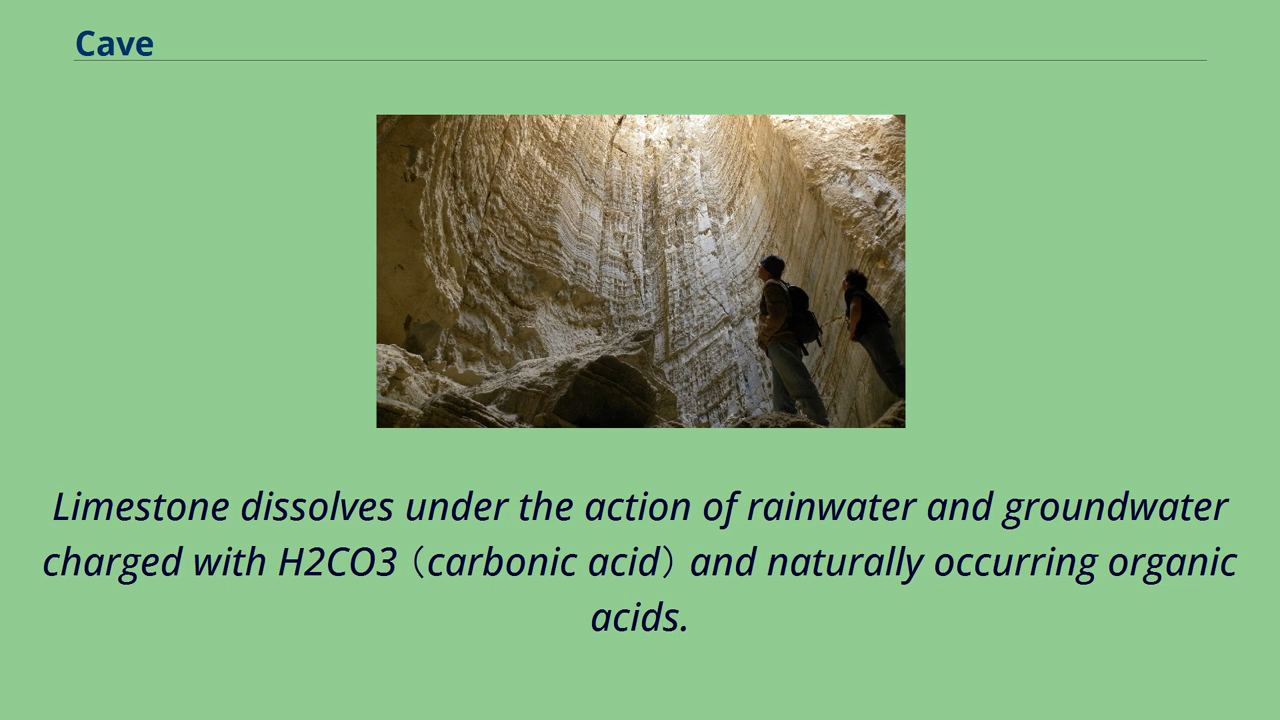 Cave
Limestone dissolves under the action of rainwater and groundwater
charged with H2CO3（carbonic acid）and naturally occurring organic
acids.